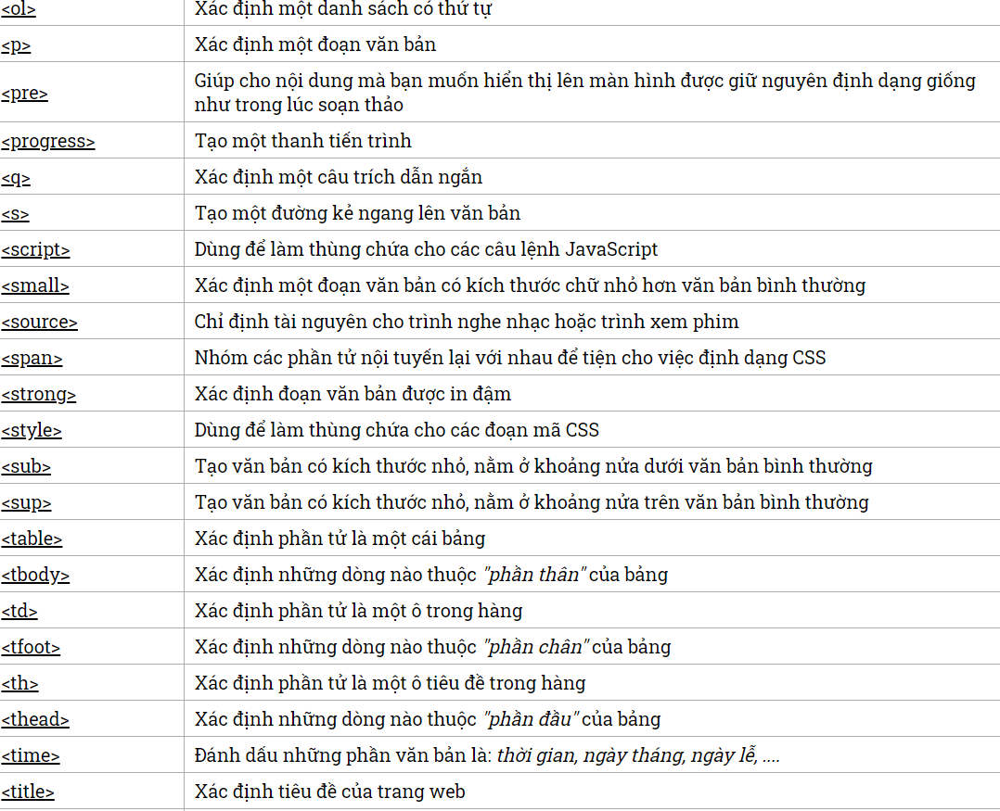 <ol> Xác định một danh sách có thứ tự
<p> Xác định một đoạn văn bản
<pre> Giúp cho nội dung mà bạn muốn hiển thị lên màn hình được giữ nguyên định dạng giống
như trong lúc soạn thảo
<progress> Tạo một thanh tiến trình
<q> Xác định một câu trích dẫn ngắn
<s> Tạo một đường kẻ ngang lên văn bản
<script> Dùng để làm thùng chứa cho các câu lệnh JavaScript
<small> Xác định một đoạn văn bản có kích thước chữ nhỏ hơn văn bản bình thường
<source> Chỉ định tài nguyên cho trình nghe nhạc hoặc trình xem phim
<span> Nhóm các phần tử nội tuyến lại với nhau để tiện cho việc định dạng CSS
<strong> Xác định đoạn văn bản được in đậm
<style> Dùng để làm thùng chứa cho các đoạn mã CSS
<sub> Tạo văn bản có kích thước nhỏ, nằm ở khoảng nửa dưới văn bản bình thường
<sup> Tạo văn bản có kích thước nhỏ, nằm ở khoảng nửa trên văn bản bình thường
<table> Xác định phần tử là một cái bảng
<tbody> Xác định những dòng nào thuộc "phần thân" của bảng
<td> Xác định phần tử là một ô trong hàng
<tfoot> Xác định những dòng nào thuộc "phần chân" của bảng
<th> Xác định phần tử là một ô tiêu đề trong hàng
<thead> Xác định những dòng nào thuộc "phần đầu" của bảng
<time> Đánh dấu những phần văn bản là: thời gian, ngày tháng, ngày lễ, ....
<title> Xác định tiêu đề của trang web